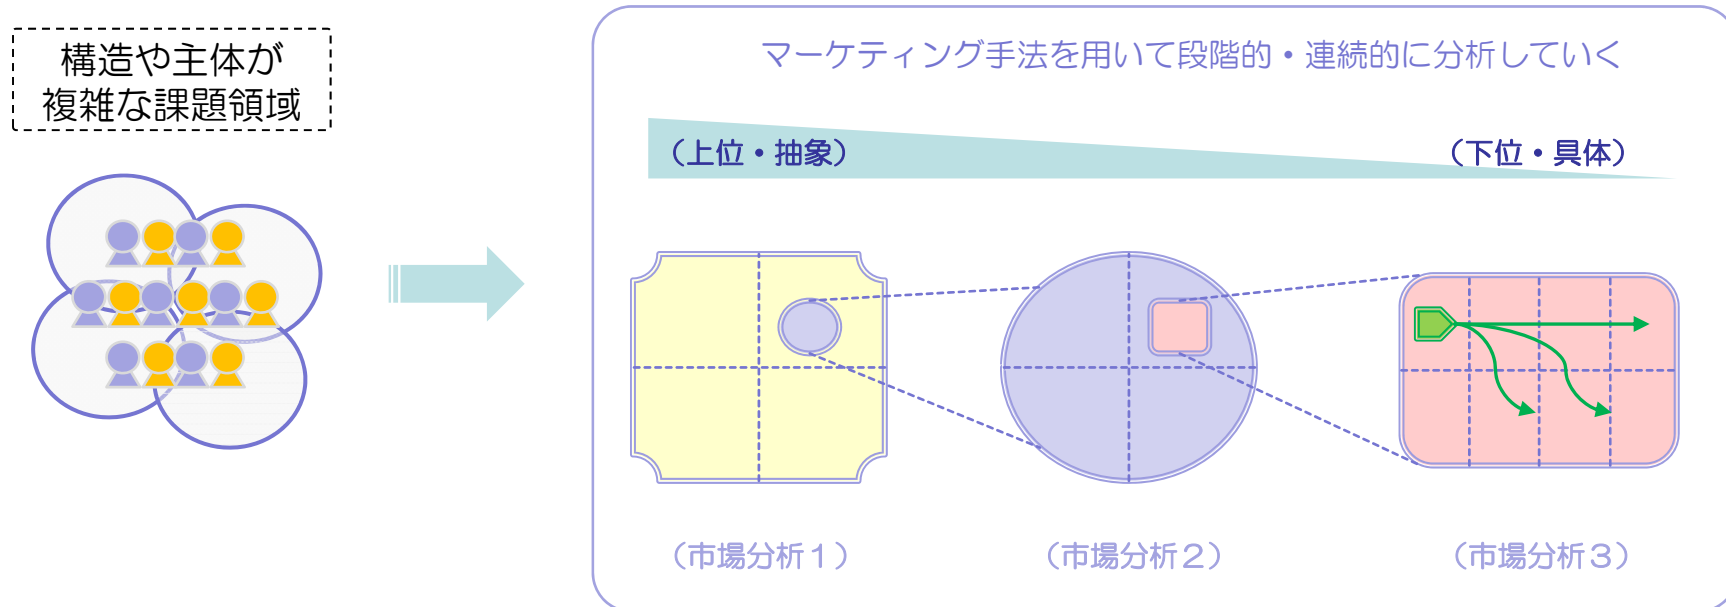 構造や主体が
複雑な課題領域
マーケティング手法を用いて段階的・連続的に分析していく
（上位・抽象）
（下位・具体）
（市場分析１）
（市場分析２）
（市場分析３）